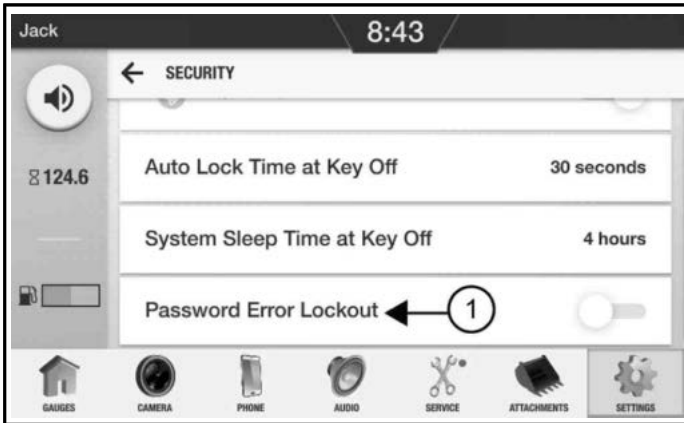 Jack
8:43
← SECURITY
124.6
Auto Lock Time at Key Off 30 seconds
System Sleep Time at Key Off 4 hours
Password Error Lockout 1
GAUGES CAMERA PHONE AUDIO SERVICE ATTACHMENTS SETTINGS